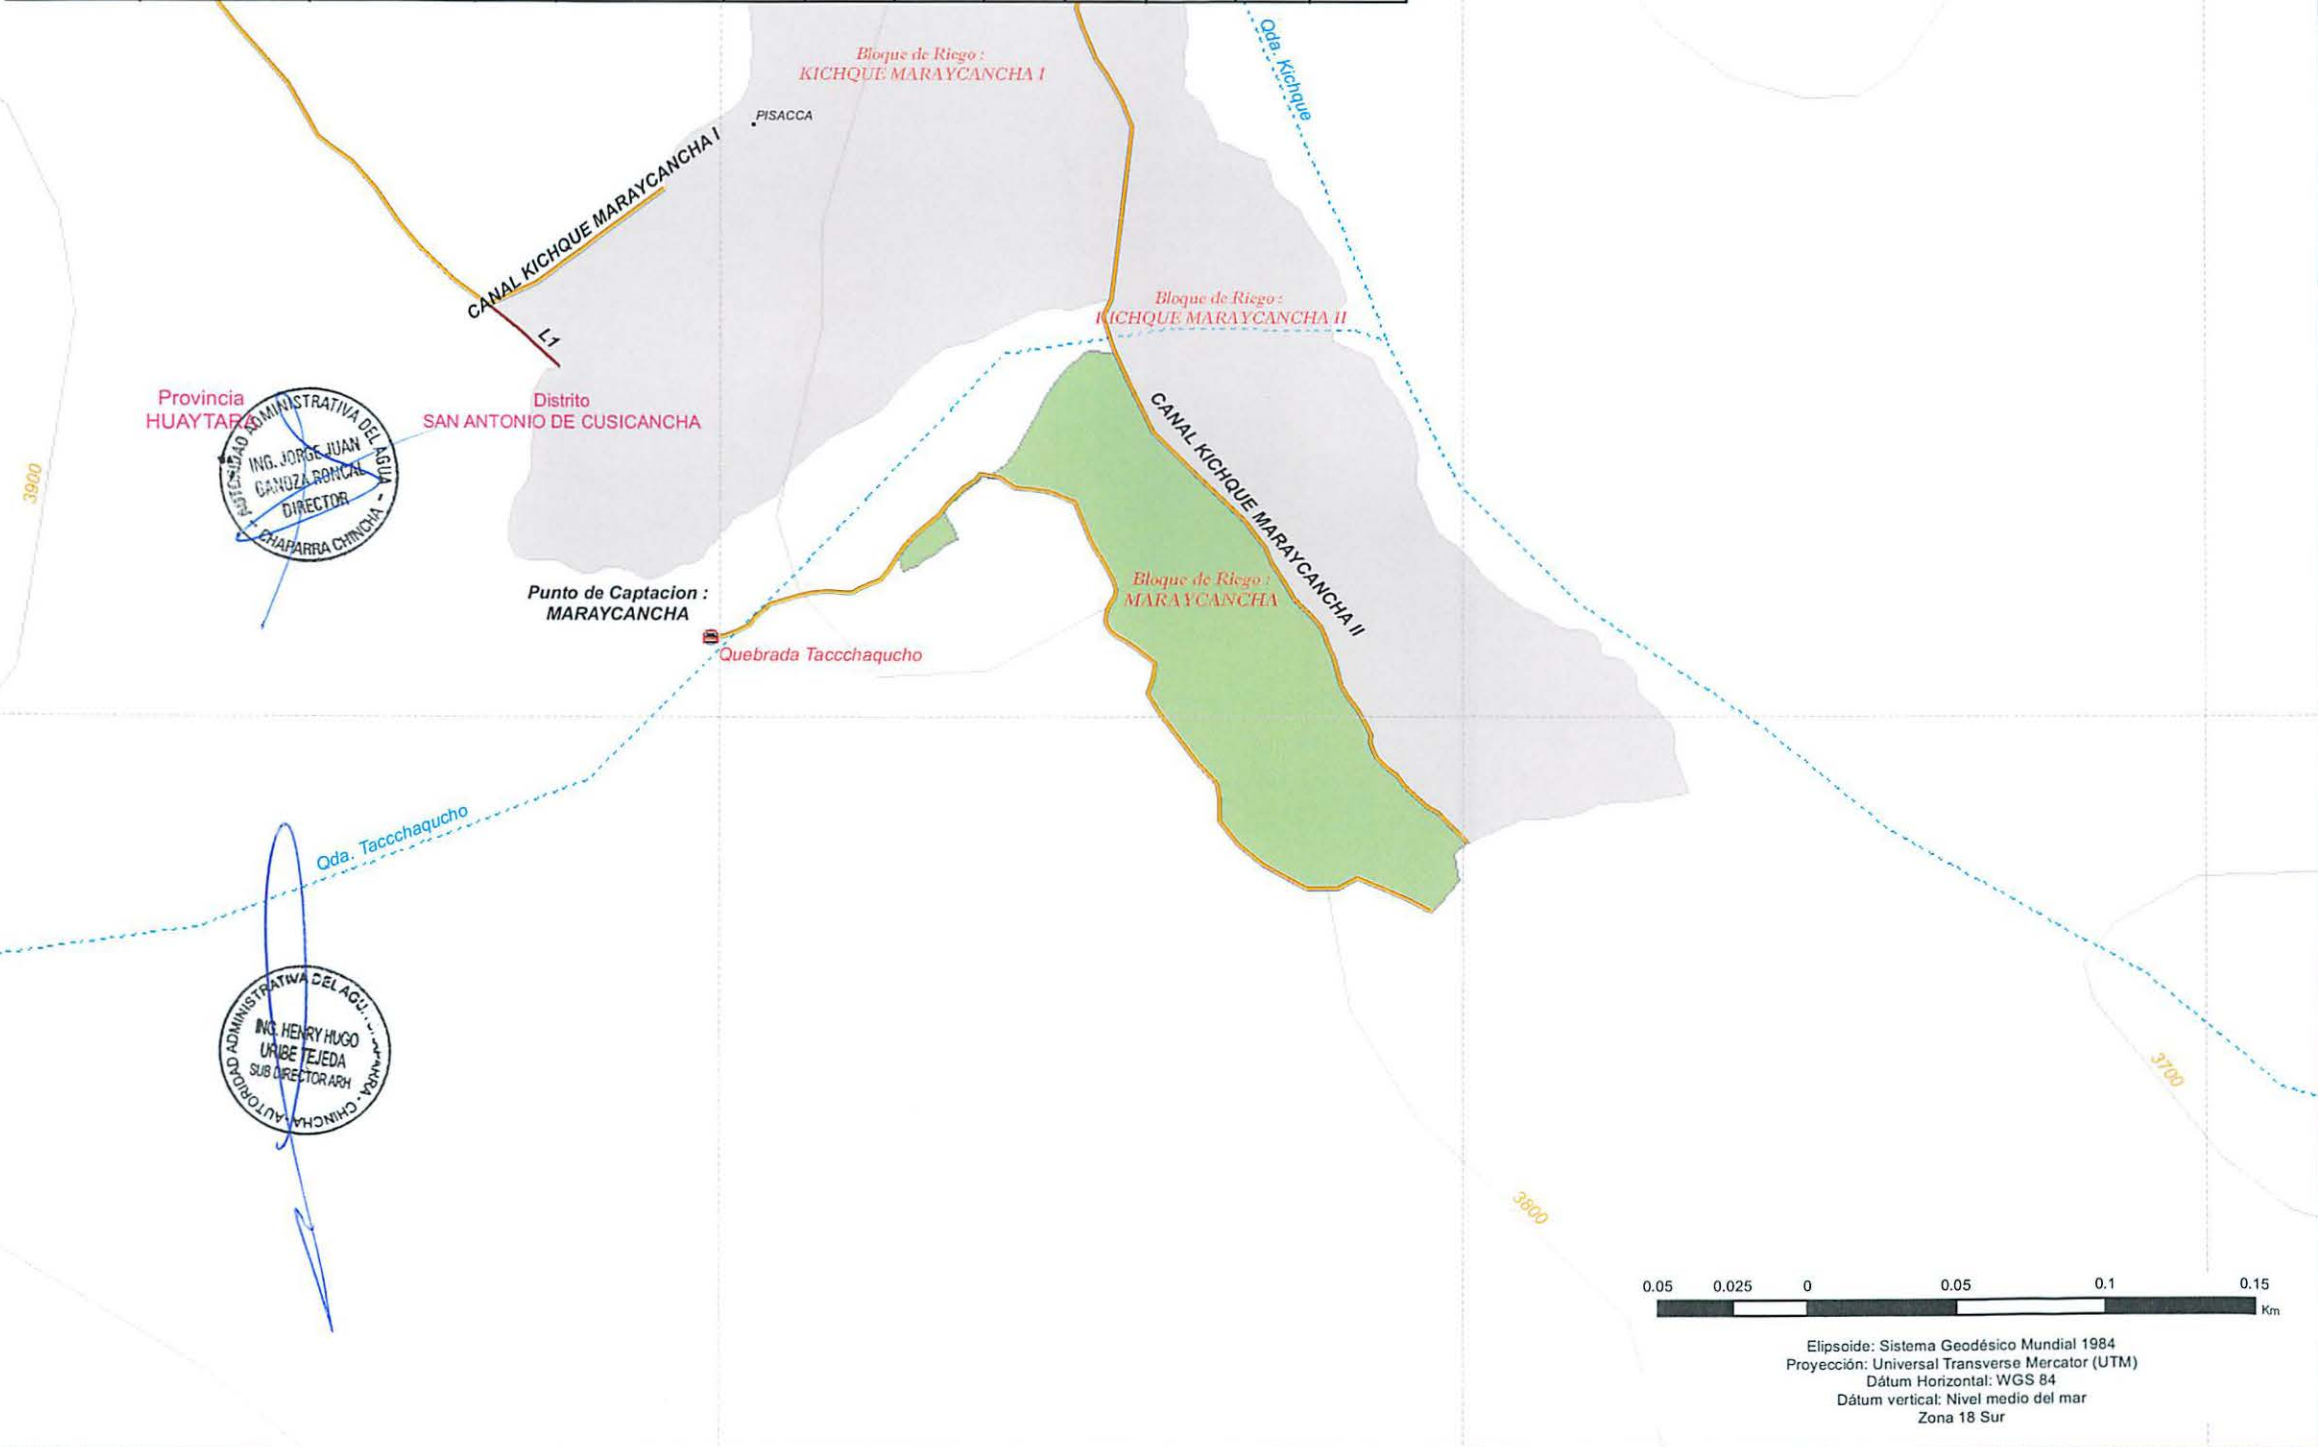 Qda. Kichque
Bloque de Riego :
KICHQUE MARAYCANCHA I
PISACCA
CANAL KICHQUE MARAYCANCHA I
L1
Bloque de Riego :
KICHQUE MARAYCANCHA II
Provincia
HUAYTARÁ
Distrito
SAN ANTONIO DE CUSICANCHA
AUTORIDAD ADMINISTRATIVA DEL AGUA -
ING. JORGE JUAN
GANOZA RONCAL
DIRECTOR
CHAPARRA CHINCHA -
3900
CANAL KICHQUE MARAYCANCHA II
Bloque de Riego :
MARAYCANCHA
Punto de Captacion :
MARAYCANCHA
Quebrada Taccchaqucho
Qda. Taccchaqucho
AUTORIDAD ADMINISTRATIVA DEL
ING. HENRY HUGO
URIBE TEJEDA
SUB DIRECTOR ARH
- CHINCHA -
3700
3800
0.05 0.025 0 0.05 0.1 0.15
Km
Elipsoide: Sistema Geodésico Mundial 1984
Proyección: Universal Transverse Mercator (UTM)
Dátum Horizontal: WGS 84
Dátum vertical: Nivel medio del mar
Zona 18 Sur